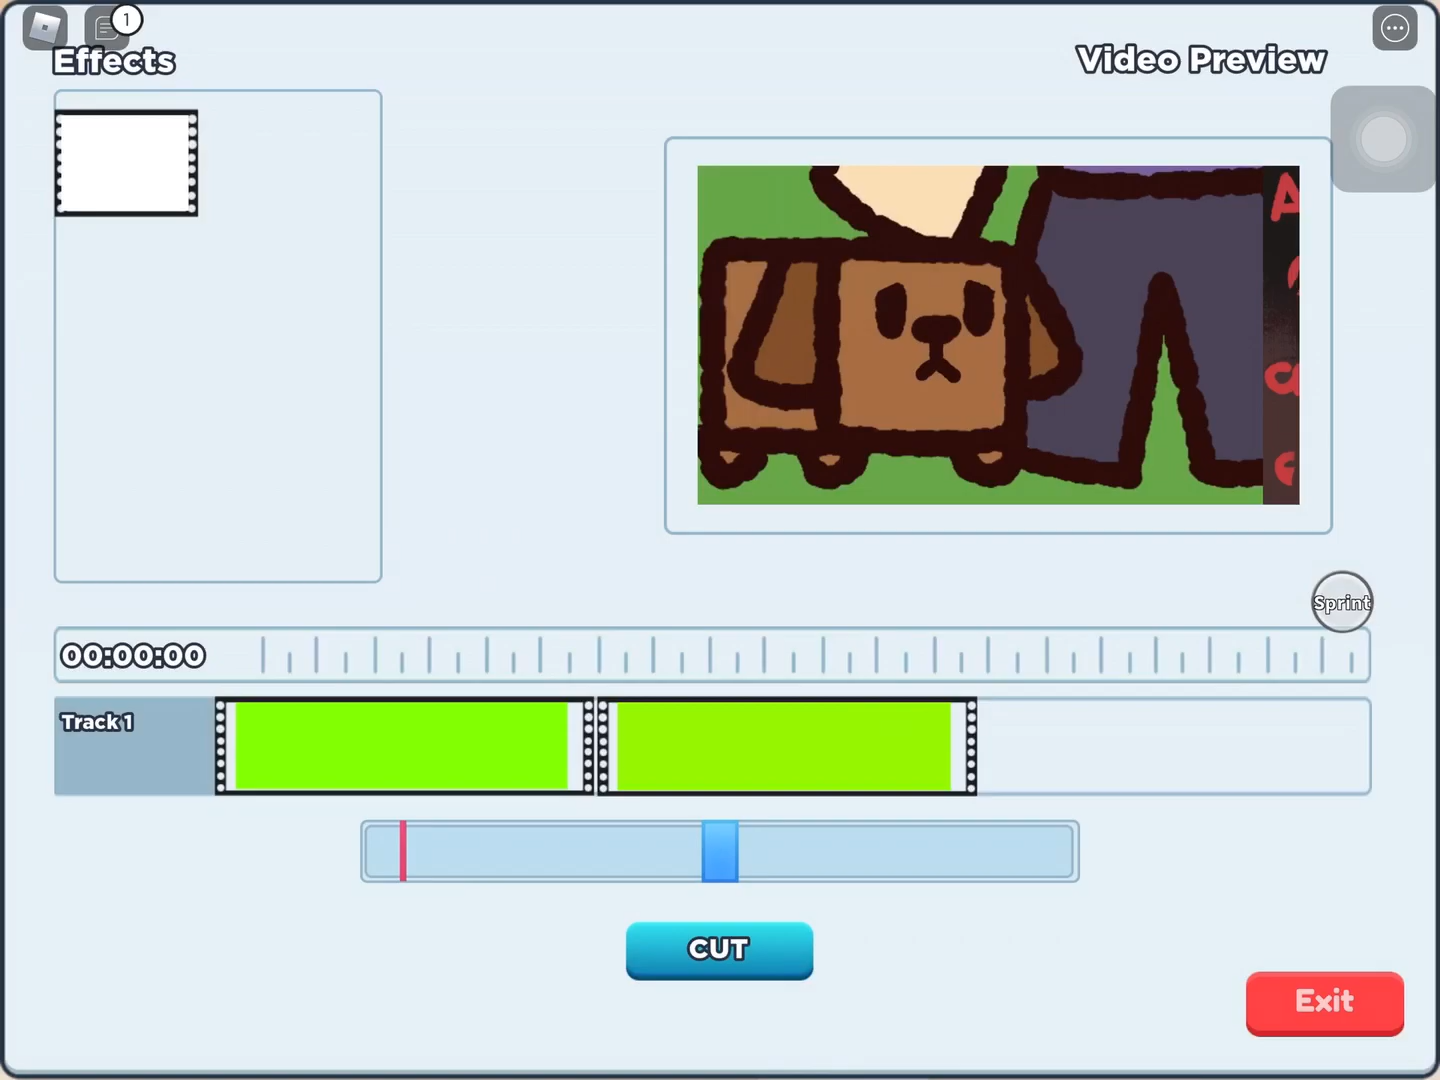 1
Effects
Video Preview
A
Sprint
00:00:00
Track 1
CUT
Exit